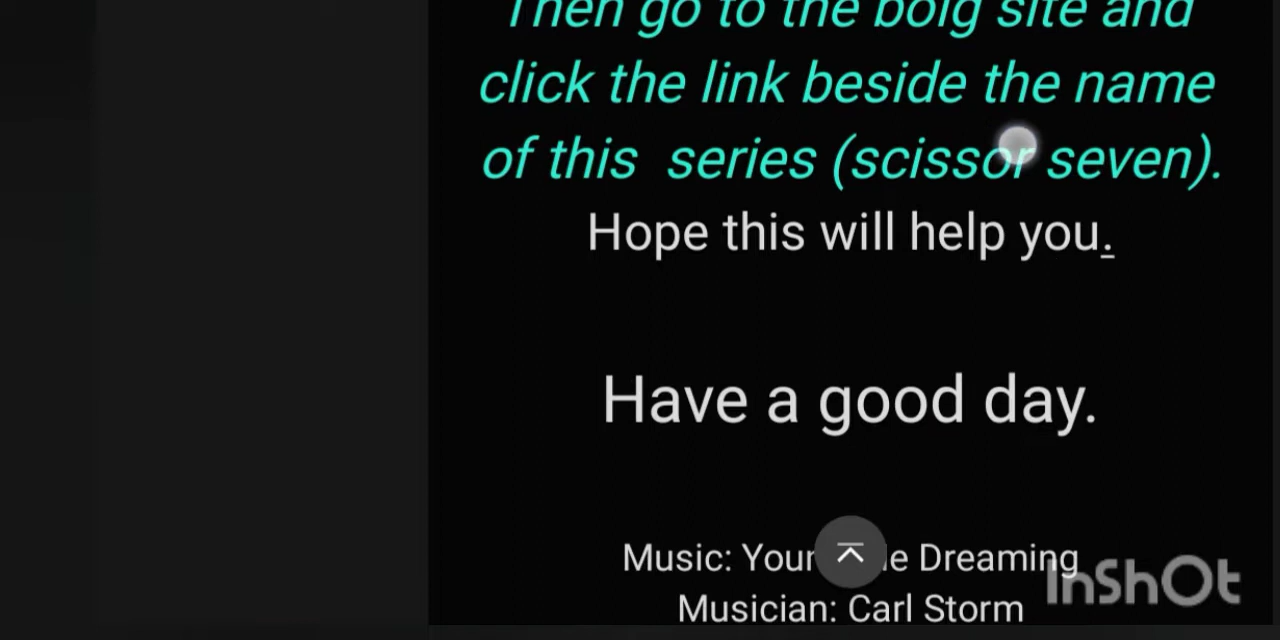 Then go to the bolg site and
click the link beside the name
of this series (scissor seven).
Hope this will help you.
Have a good day.
Music: Your Dreaming
Musician: Carl Storm
InShOt